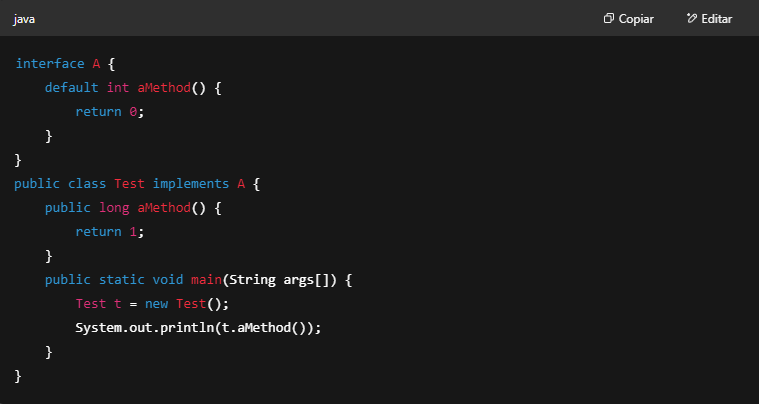 java Copiar Editar
interface A {
    default int aMethod() {
        return 0;
    }
}
public class Test implements A {
    public long aMethod() {
        return 1;
    }
    public static void main(String args[]) {
        Test t = new Test();
        System.out.println(t.aMethod());
    }
}